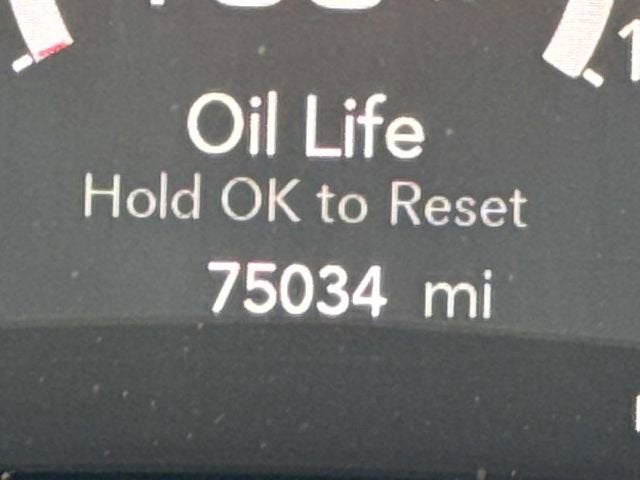 Oil Life
Hold OK to Reset
75034 mi